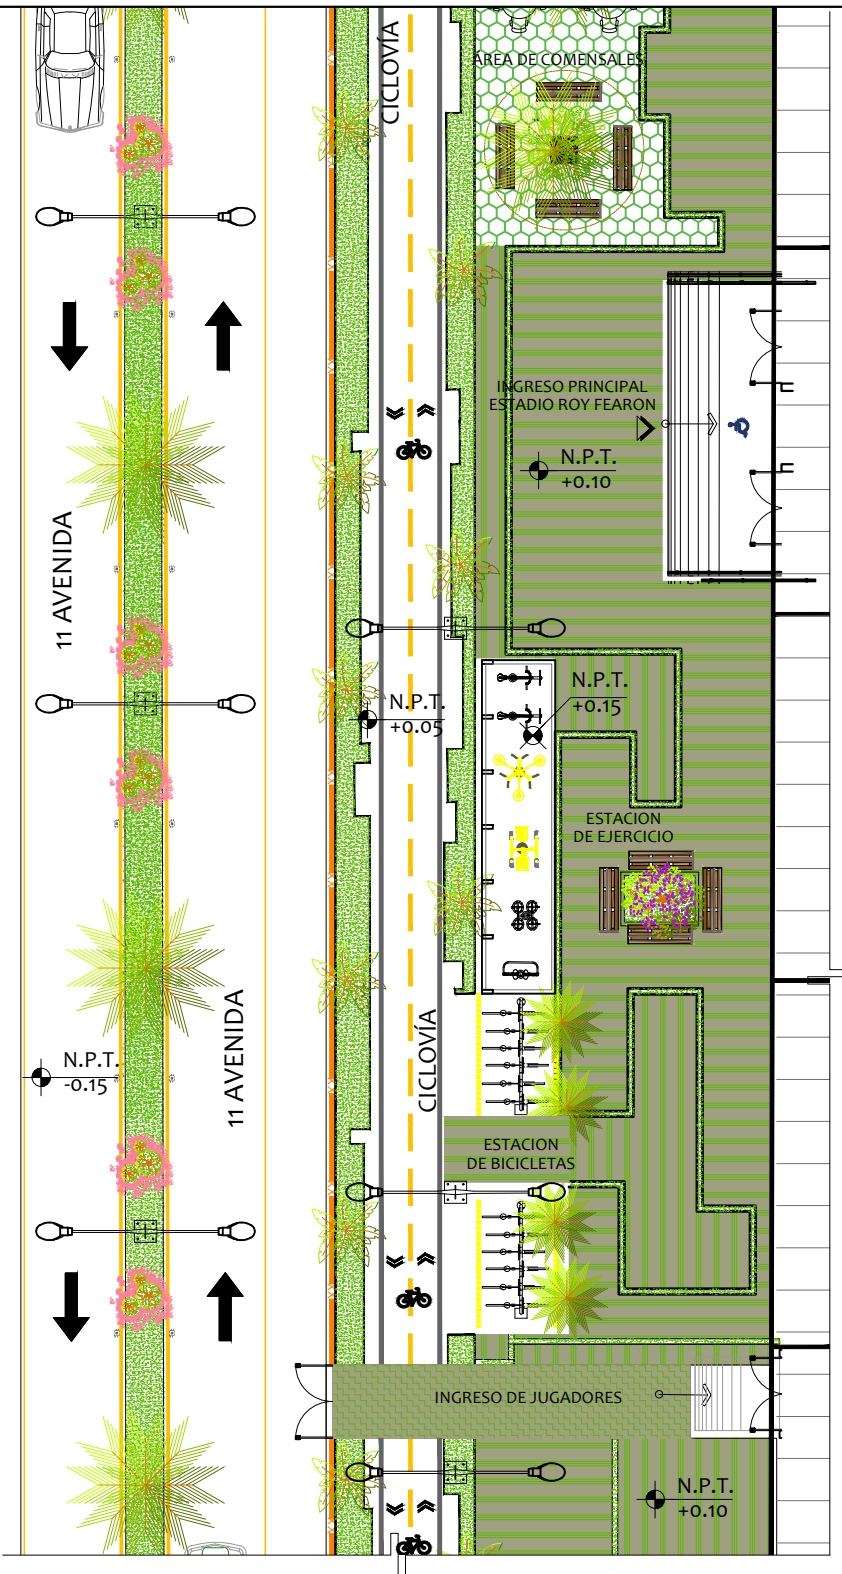 CICLOVÍA
ÁREA DE COMENSALES
INGRESO PRINCIPAL
ESTADIO ROY FEARON
N.P.T.
+0.10
11 AVENIDA
N.P.T.
+0.05
N.P.T.
+0.15
ESTACION
DE EJERCICIO
11 AVENIDA
CICLOVÍA
N.P.T.
-0.15
ESTACION
DE BICICLETAS
INGRESO DE JUGADORES
N.P.T.
+0.10